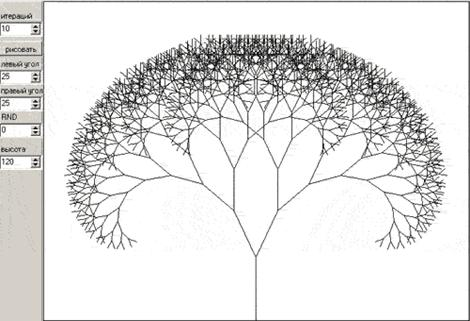 итераций
10
рисовать
левый угол
25
правый угол
25
RND
0
высота
120